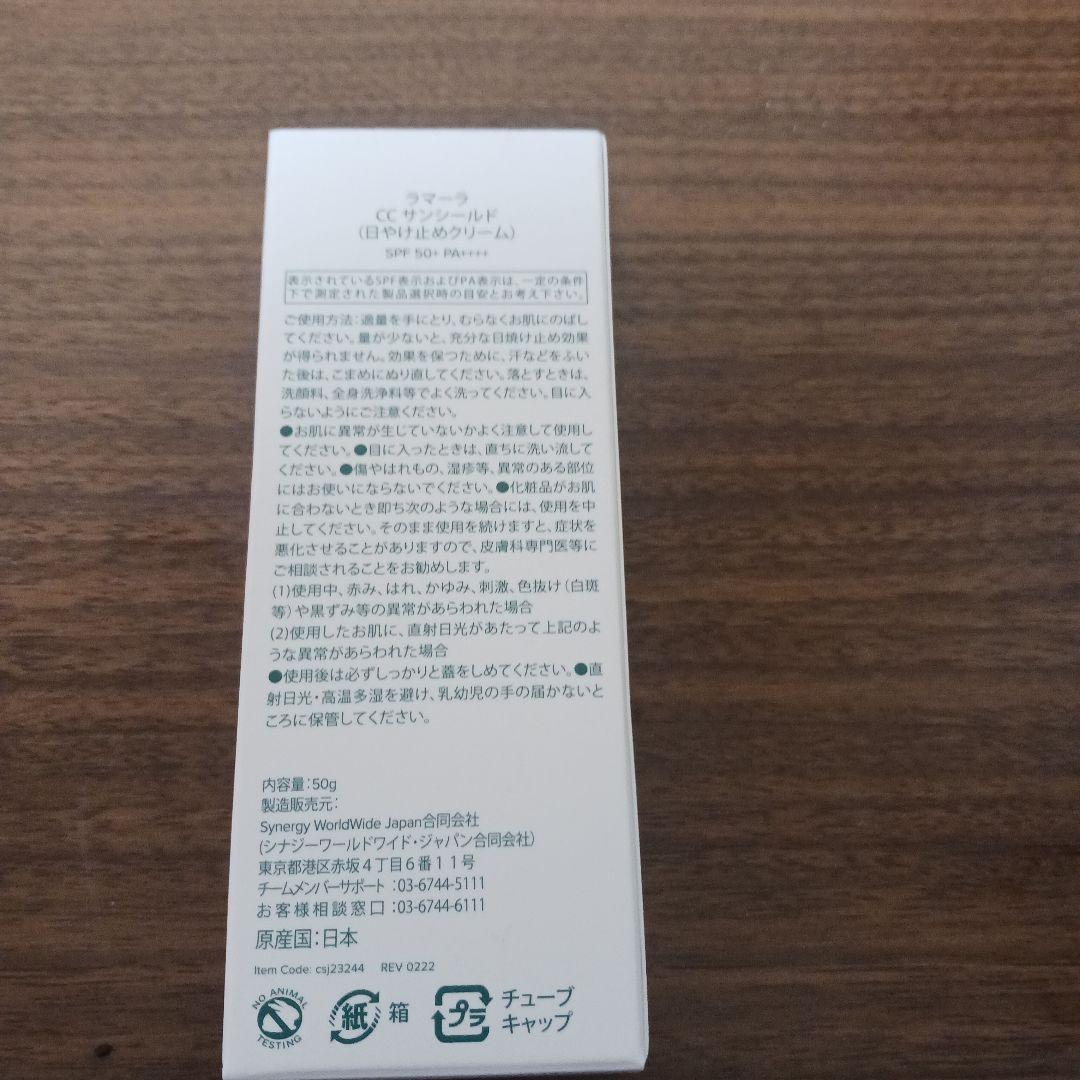 ラマーラ
CC サンシールド
(日やけ止めクリーム)
SPF 50+ PA++++
表示されているSPF表示およびPA表示は、一定の条件
下で測定された製品選択時の目安とお考え下さい。
ご使用方法:適量を手にとり、むらなくお肌にのばし
てください。量が少ないと、充分な日焼け止め効果
が得られません。効果を保つために、汗などをふい
た後は、こまめにぬり直してください。落とすときは、
洗顔料、全身洗浄料等でよく洗ってください。目に入
らないようにご注意ください。
●お肌に異常が生じていないかよく注意して使用し
てください。●目に入ったときは、直ちに洗い流して
ください。●傷やはれもの、湿疹等、異常のある部位
にはお使いにならないでください。●化粧品がお肌
に合わないとき即ち次のような場合には、使用を中
止してください。そのまま使用を続けますと、症状を
悪化させることがありますので、皮膚科専門医等に
ご相談されることをお勧めします。
(1)使用中、赤み、はれ、かゆみ、刺激、色抜け(白斑
等)や黒ずみ等の異常があらわれた場合
(2)使用したお肌に、直射日光があたって上記のよ
うな異常があらわれた場合
●使用後は必ずしっかりと蓋をしめてください。●直
射日光・高温多湿を避け、乳幼児の手の届かないと
ころに保管してください。
内容量:50g
製造販売元:
Synergy WorldWide Japan合同会社
(シナジーワールドワイド・ジャパン合同会社)
東京都港区赤坂4丁目6番11号
チームメンバーサポート :03-6744-5111
お客様相談窓口:03-6744-6111
原産国:日本
Item Code: csj23244 REV 0222
NO ANIMAL TESTING 紙 箱 プラ チューブ
キャップ